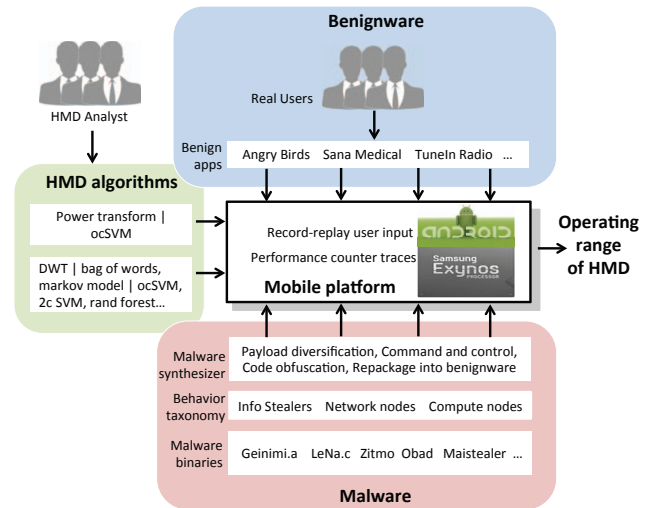 Benignware
Real Users
HMD Analyst
Benign
apps
Angry Birds Sana Medical TuneIn Radio ...
HMD algorithms
Power transform |
ocSVM
DWT | bag of words,
markov model | ocSVM,
2c SVM, rand forest...
Record-replay user input
Performance counter traces
Mobile platform
ANDROID
Samsung
Exynos
PROCESSOR
Operating
range
of HMD
Malware
synthesizer
Payload diversification, Command and control,
Code obfuscation, Repackage into benignware
Behavior
taxonomy
Info Stealers Network nodes Compute nodes
Malware
binaries
Geinimi.a LeNa.c Zitmo Obad Maistealer ...
Malware